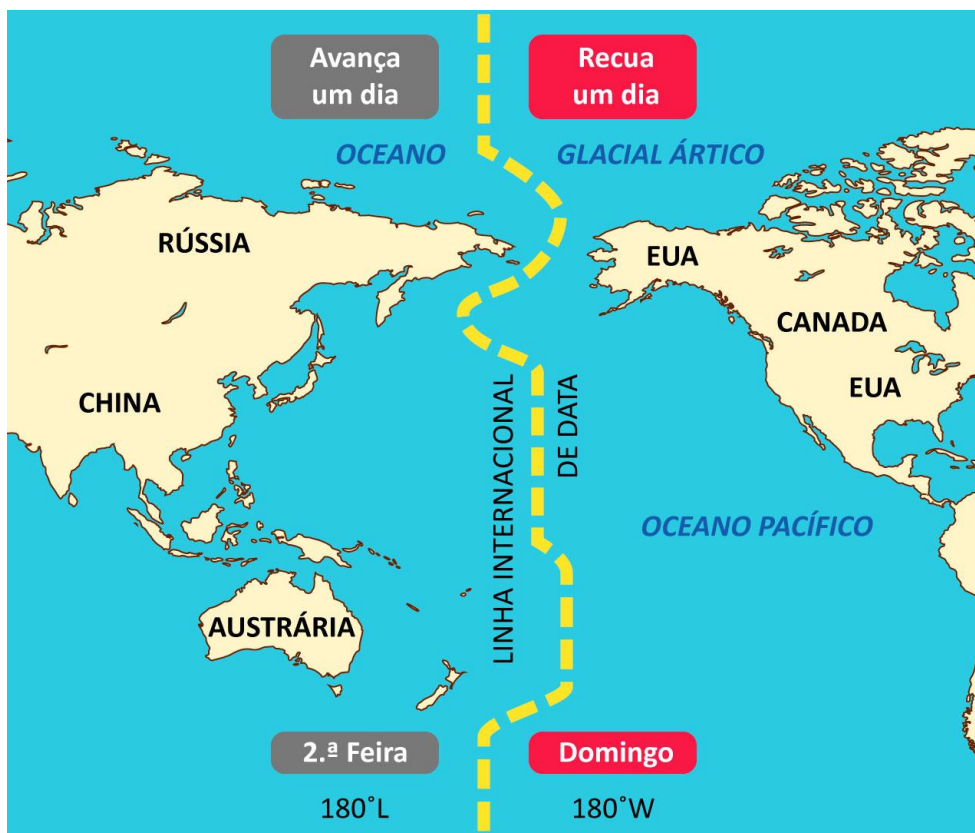 Avança
um dia
Recua
um dia
OCEANO GLACIAL ÁRTICO
RÚSSIA
EUA
CANADA
EUA
CHINA
LINHA INTERNACIONAL
DE DATA
OCEANO PACÍFICO
AUSTRÁRIA
2.ª Feira
Domingo
180˚L
180˚W